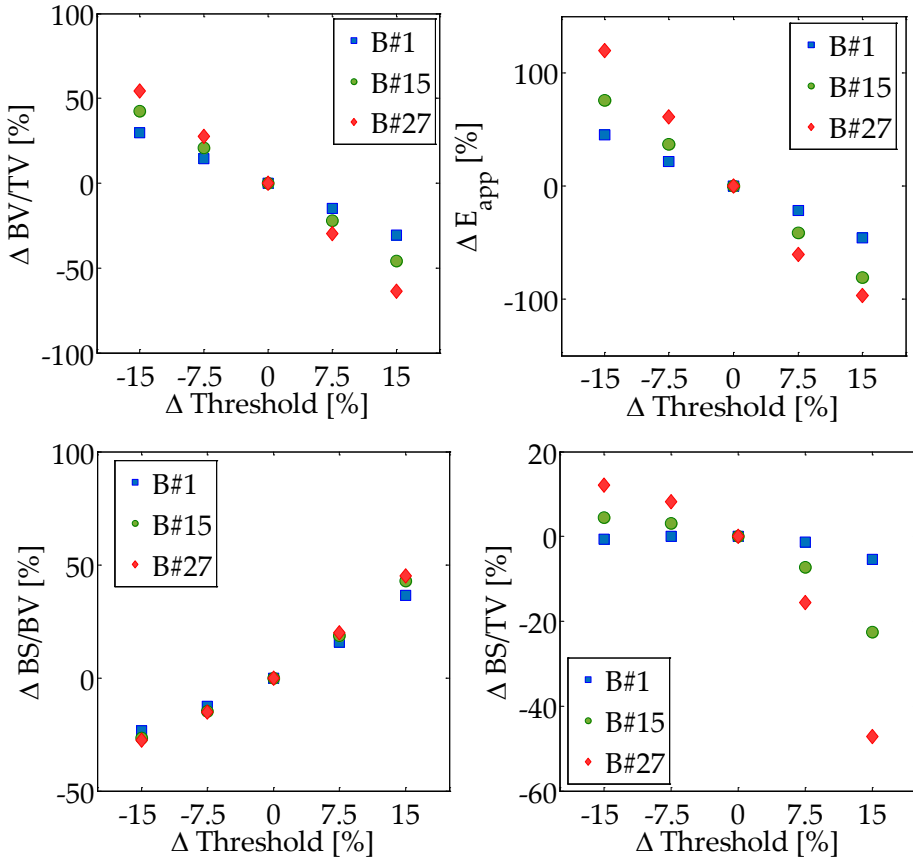 100
50
0
-50
-100
Δ BV/TV [%]
B#1
B#15
B#27
-15 -7.5 0 7.5 15
Δ Threshold [%]
100
0
-100
Δ E_app [%]
B#1
B#15
B#27
-15 -7.5 0 7.5 15
Δ Threshold [%]
100
50
0
-50
Δ BS/BV [%]
B#1
B#15
B#27
-15 -7.5 0 7.5 15
Δ Threshold [%]
20
0
-20
-40
-60
Δ BS/TV [%]
B#1
B#15
B#27
-15 -7.5 0 7.5 15
Δ Threshold [%]